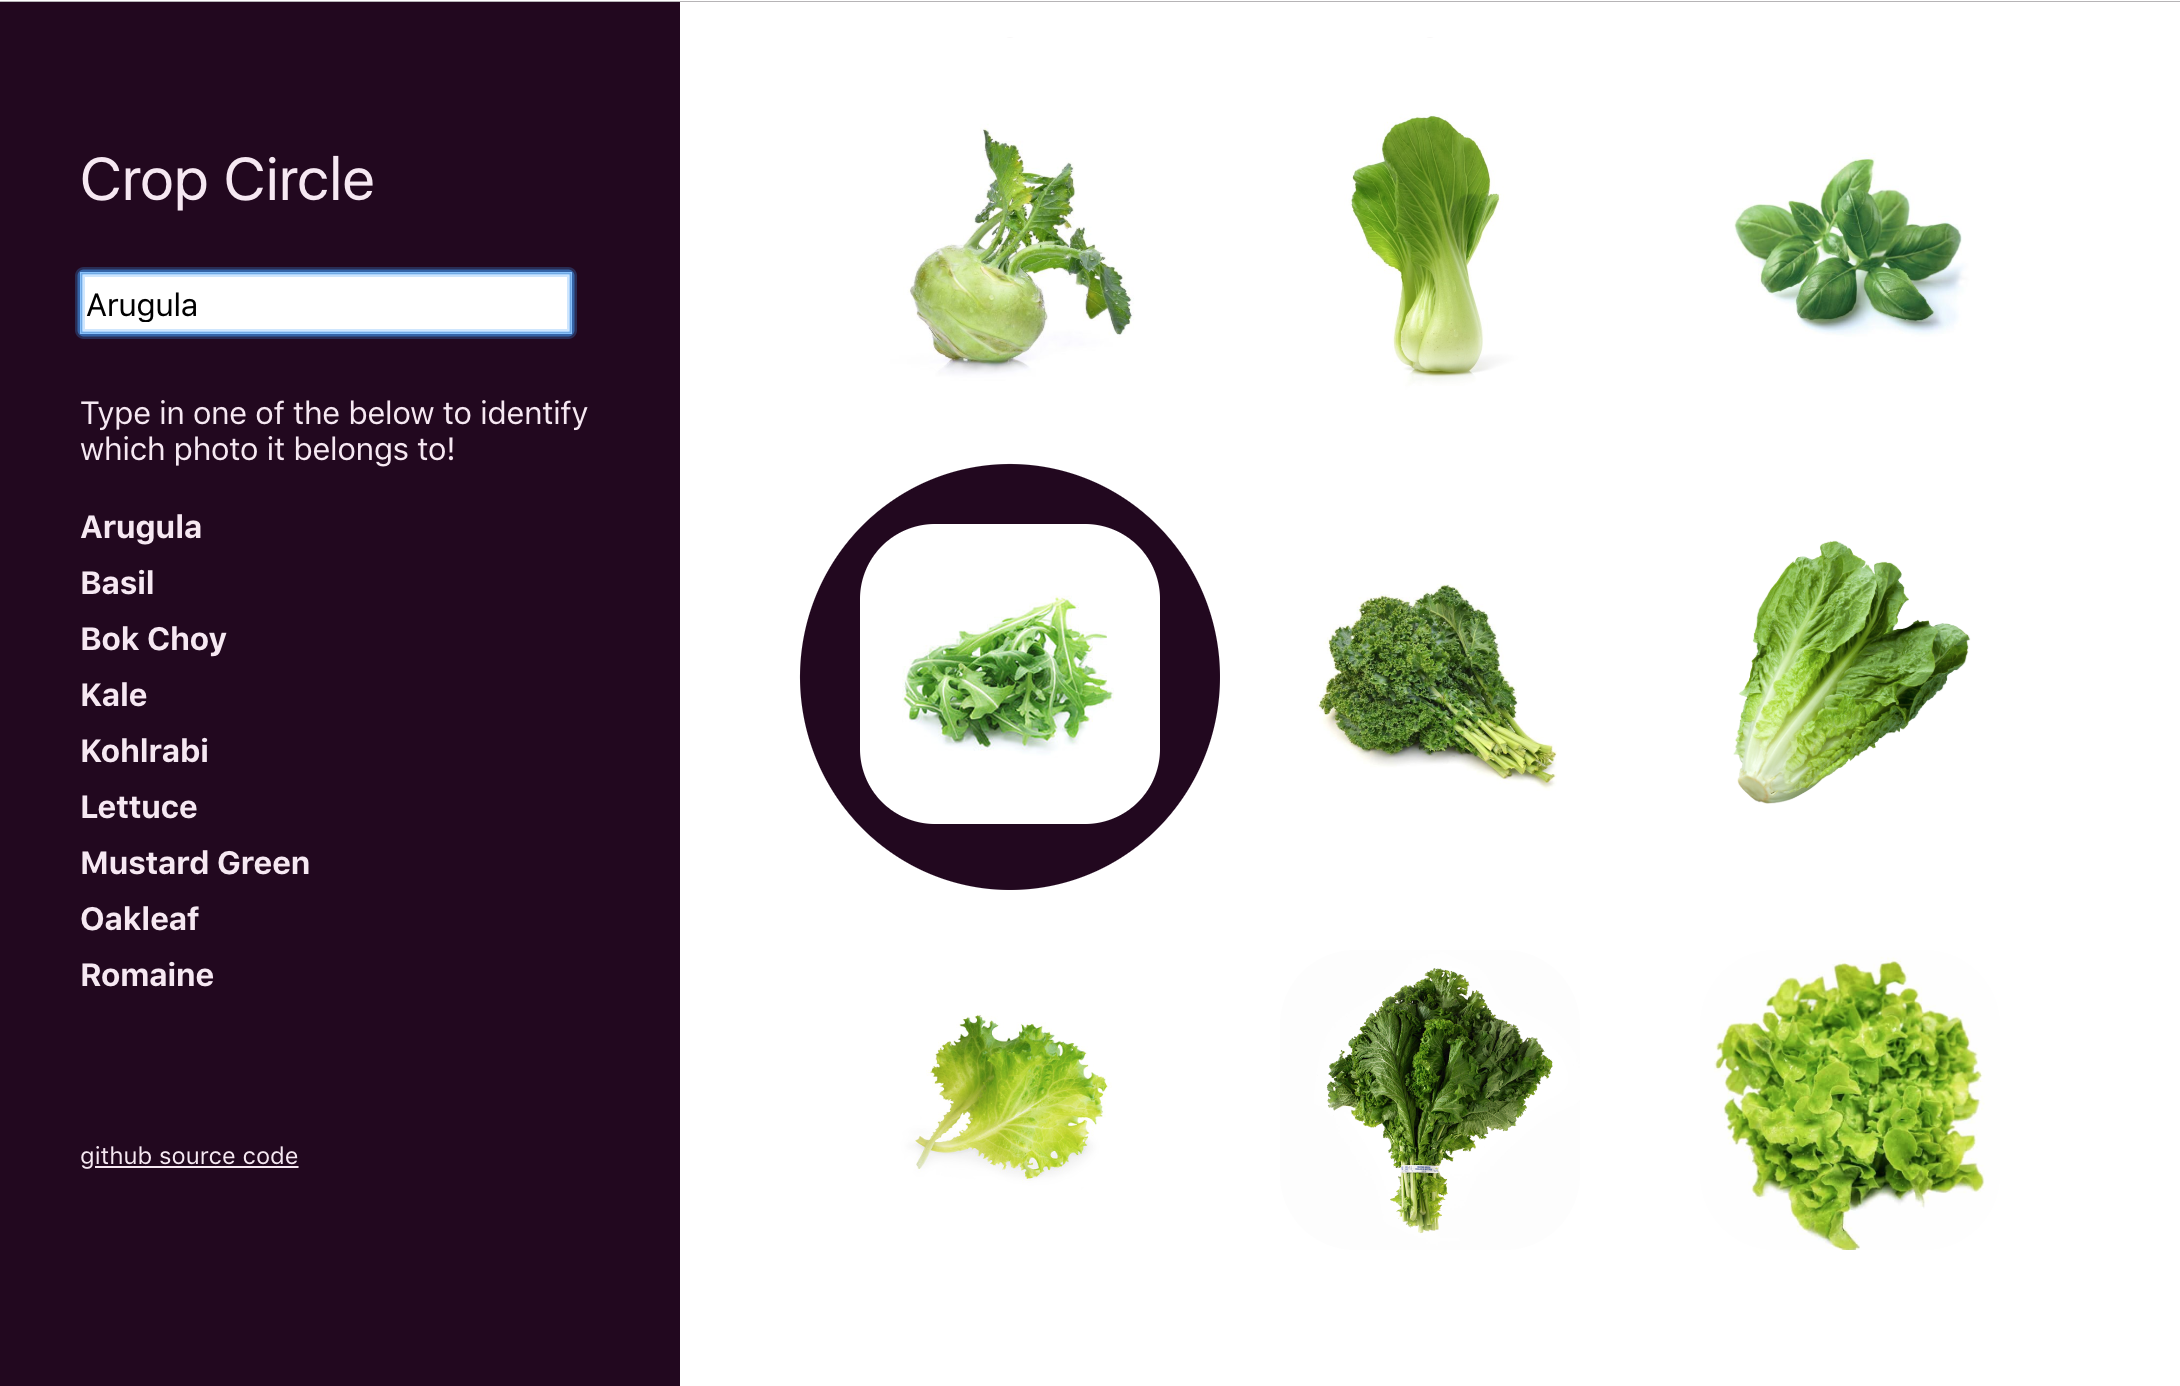 Crop Circle
Arugula
Type in one of the below to identify
which photo it belongs to!
Arugula
Basil
Bok Choy
Kale
Kohlrabi
Lettuce
Mustard Green
Oakleaf
Romaine
github source code